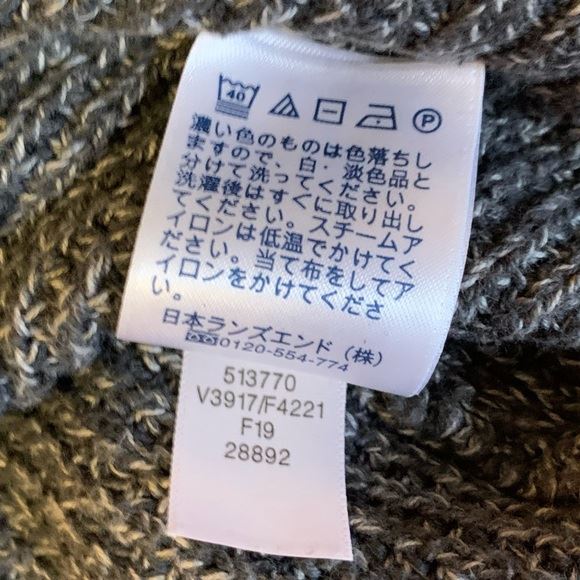 40 P
濃い色のものは色落ちし
ますので、白・淡色品と
分けて洗ってください。
洗濯後はすぐに取り出し
てください。スチームア
イロンは低温でかけてく
ださい。当て布をしてア
イロンをかけてくださ
い。
日本ランズエンド（株）
0120-554-774
513770
V3917/F4221
F19
28892